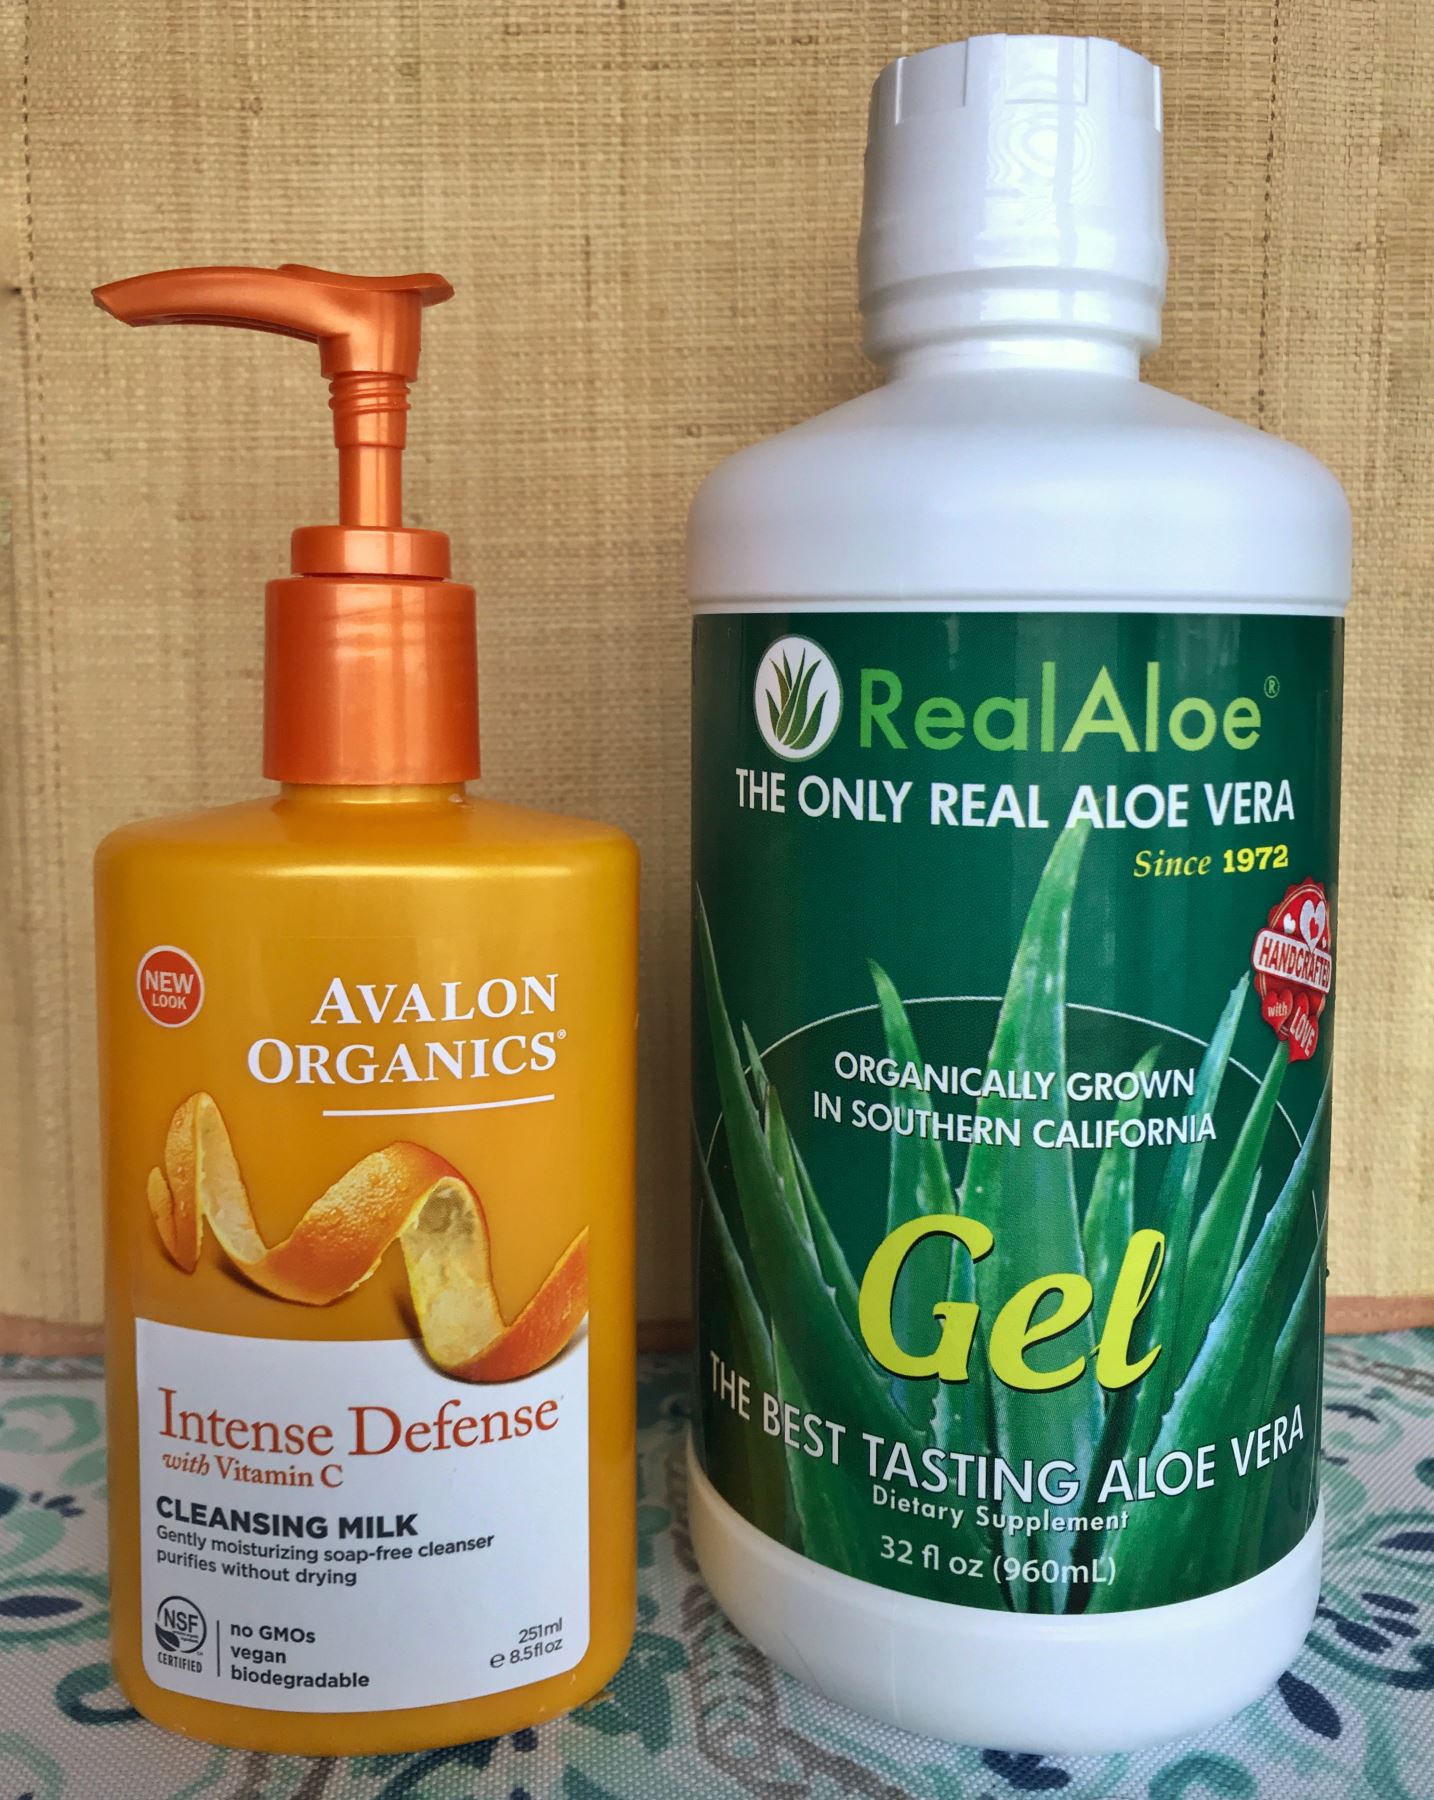 NEW
LOOK
AVALON
ORGANICS®
Intense Defense
with Vitamin C
CLEANSING MILK
Gently moisturizing soap-free cleanser
purifies without drying
NSF
CERTIFIED
no GMOs
vegan
biodegradable
251ml
e 8.5fl oz
RealAloe®
THE ONLY REAL ALOE VERA
Since 1972
HANDCRAFTED
with LOVE
ORGANICALLY GROWN
IN SOUTHERN CALIFORNIA
Gel
THE BEST TASTING ALOE VERA
Dietary Supplement
32 fl oz (960mL)